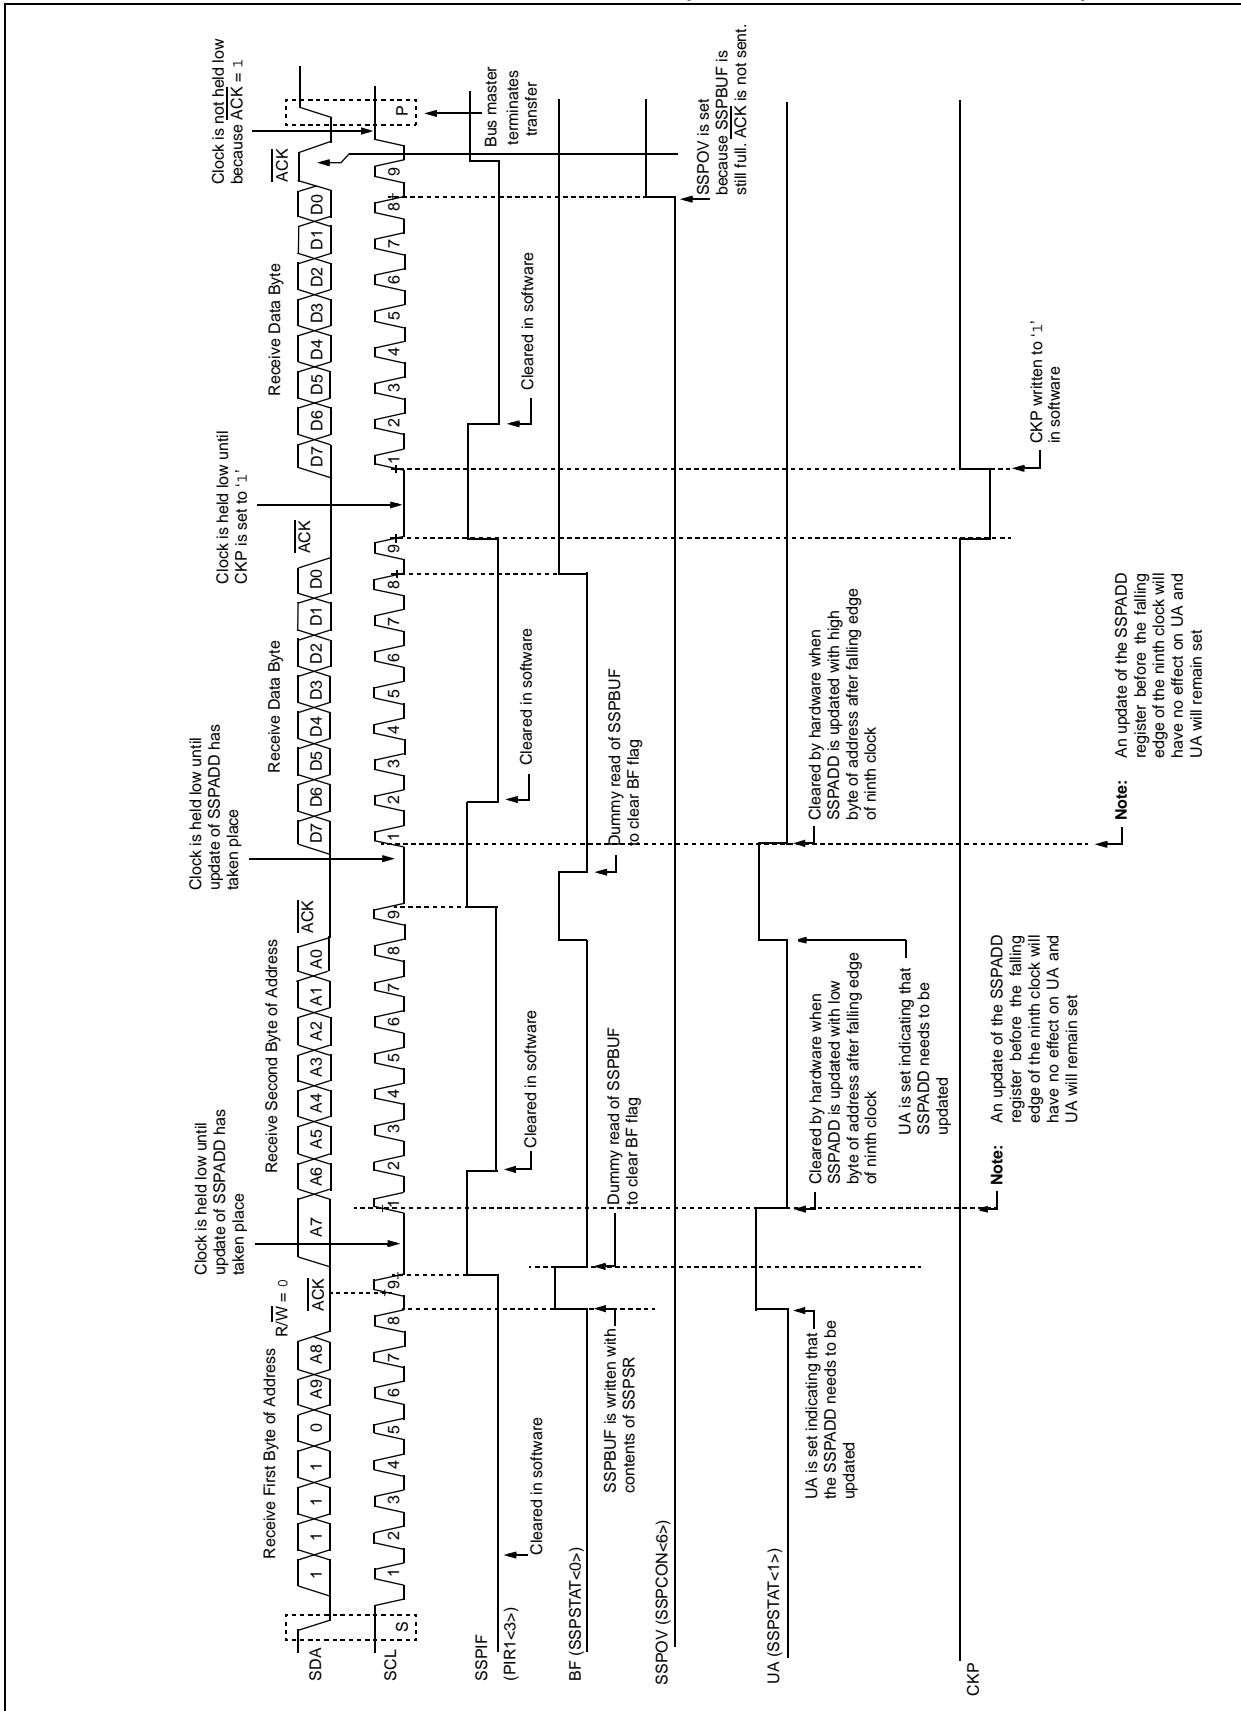 Receive First Byte of Address
R/W = 0
ACK
Clock is held low until
update of SSPADD has
taken place
Receive Second Byte of Address
ACK
Clock is held low until
update of SSPADD has
taken place
Receive Data Byte
ACK
Clock is held low until
CKP is set to ‘1’
Receive Data Byte
ACK
Clock is not held low
because ACK = 1
SDA
1 1 1 1 0 A9 A8
A7 A6 A5 A4 A3 A2 A1 A0
D7 D6 D5 D4 D3 D2 D1 D0
D7 D6 D5 D4 D3 D2 D1 D0
SCL
S
1 2 3 4 5 6 7 8 9
1 2 3 4 5 6 7 8 9
1 2 3 4 5 6 7 8 9
1 2 3 4 5 6 7 8 9
P
Bus master
terminates
transfer
SSPIF
(PIR1<3>)
Cleared in software
Cleared in software
Cleared in software
Cleared in software
BF (SSPSTAT<0>)
SSPBUF is written with
contents of SSPSR
Dummy read of SSPBUF
to clear BF flag
Dummy read of SSPBUF
to clear BF flag
SSPOV (SSPCON<6>)
SSPOV is set
because SSPBUF is
still full. ACK is not sent.
UA (SSPSTAT<1>)
UA is set indicating that
the SSPADD needs to be
updated
Cleared by hardware when
SSPADD is updated with low
byte of address after falling edge
of ninth clock
UA is set indicating that
SSPADD needs to be
updated
Cleared by hardware when
SSPADD is updated with high
byte of address after falling edge
of ninth clock
CKP
CKP written to ‘1’
in software
Note: An update of the SSPADD
register before the falling
edge of the ninth clock will
have no effect on UA and
UA will remain set
Note: An update of the SSPADD
register before the falling
edge of the ninth clock will
have no effect on UA and
UA will remain set